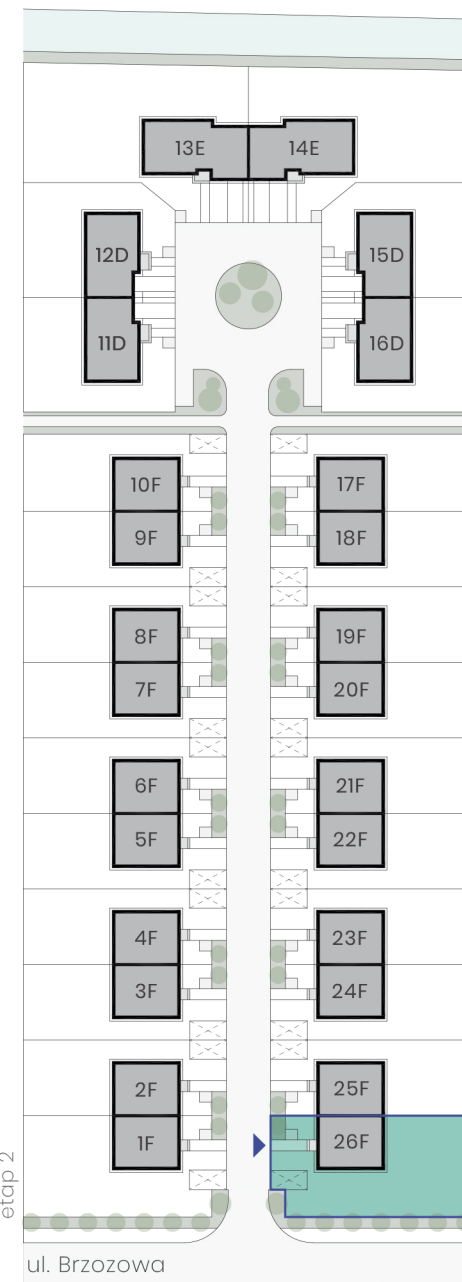 13E 14E
12D 15D
11D 16D
10F 17F
9F 18F
8F 19F
7F 20F
6F 21F
5F 22F
4F 23F
3F 24F
2F 25F
1F 26F
etap 2
ul. Brzozowa